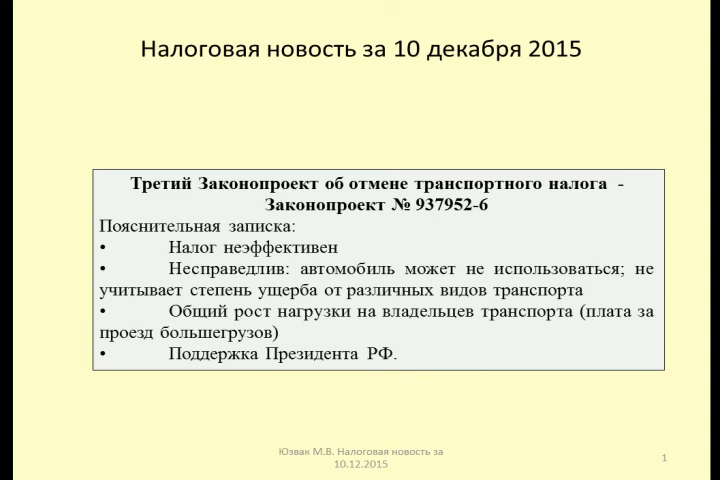 Налоговая новость за 10 декабря 2015
Третий Законопроект об отмене транспортного налога -
Законопроект № 937952-6
Пояснительная записка:
• Налог неэффективен
• Несправедлив: автомобиль может не использоваться; не
учитывает степень ущерба от различных видов транспорта
• Общий рост нагрузки на владельцев транспорта (плата за
проезд большегрузов)
• Поддержка Президента РФ.
Юзвак М.В. Налоговая новость за
10.12.2015
1